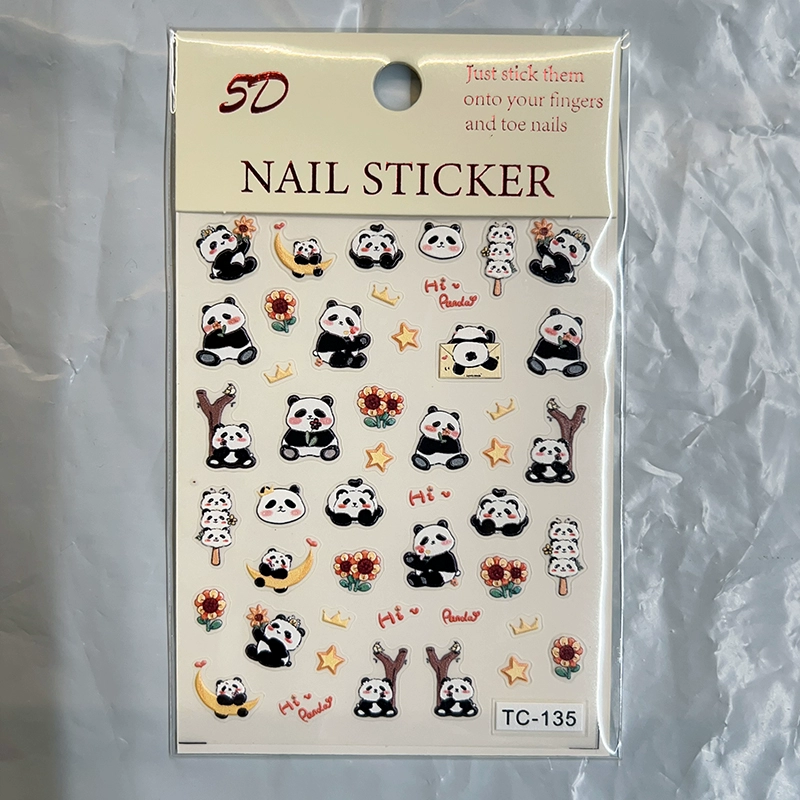 5D
Just stick them
onto your fingers
and toe nails
NAIL STICKER
Hi
Panda
Hi
Hi
Panda
Hi
Panda
TC-135